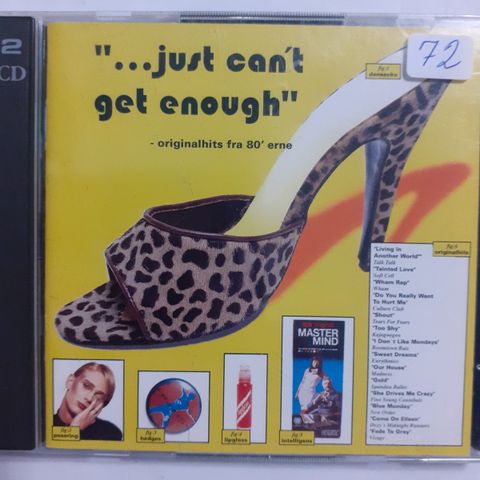 2
CD
"...just can't
get enough"
- originalhits fra 80' erne
72
fig:1
dansesko
fig:6
originalhits
'Living In
Another World'
Talk Talk
'Tainted Love'
Soft Cell
'Wham Rap'
Wham
'Do You Really Want
To Hurt Me'
Culture Club
'Shout'
Tears For Fears
'Too Shy'
Kajagoogoo
'I Don't Like Mondays'
Boomtown Rats
'Sweet Dreams'
Eurythmics
'Our House'
Madness
'Gold'
Spandau Ballet
'She Drives Me Crazy'
Fine Young Cannibals
'Blue Monday'
New Order
'Come On Eileen'
Dexy's Midnight Runners
'Fade To Grey'
Visage
fig:2
posering
fig:3
badges
fig:4
lipgloss
MASTER
MIND
fig:5
intelligens